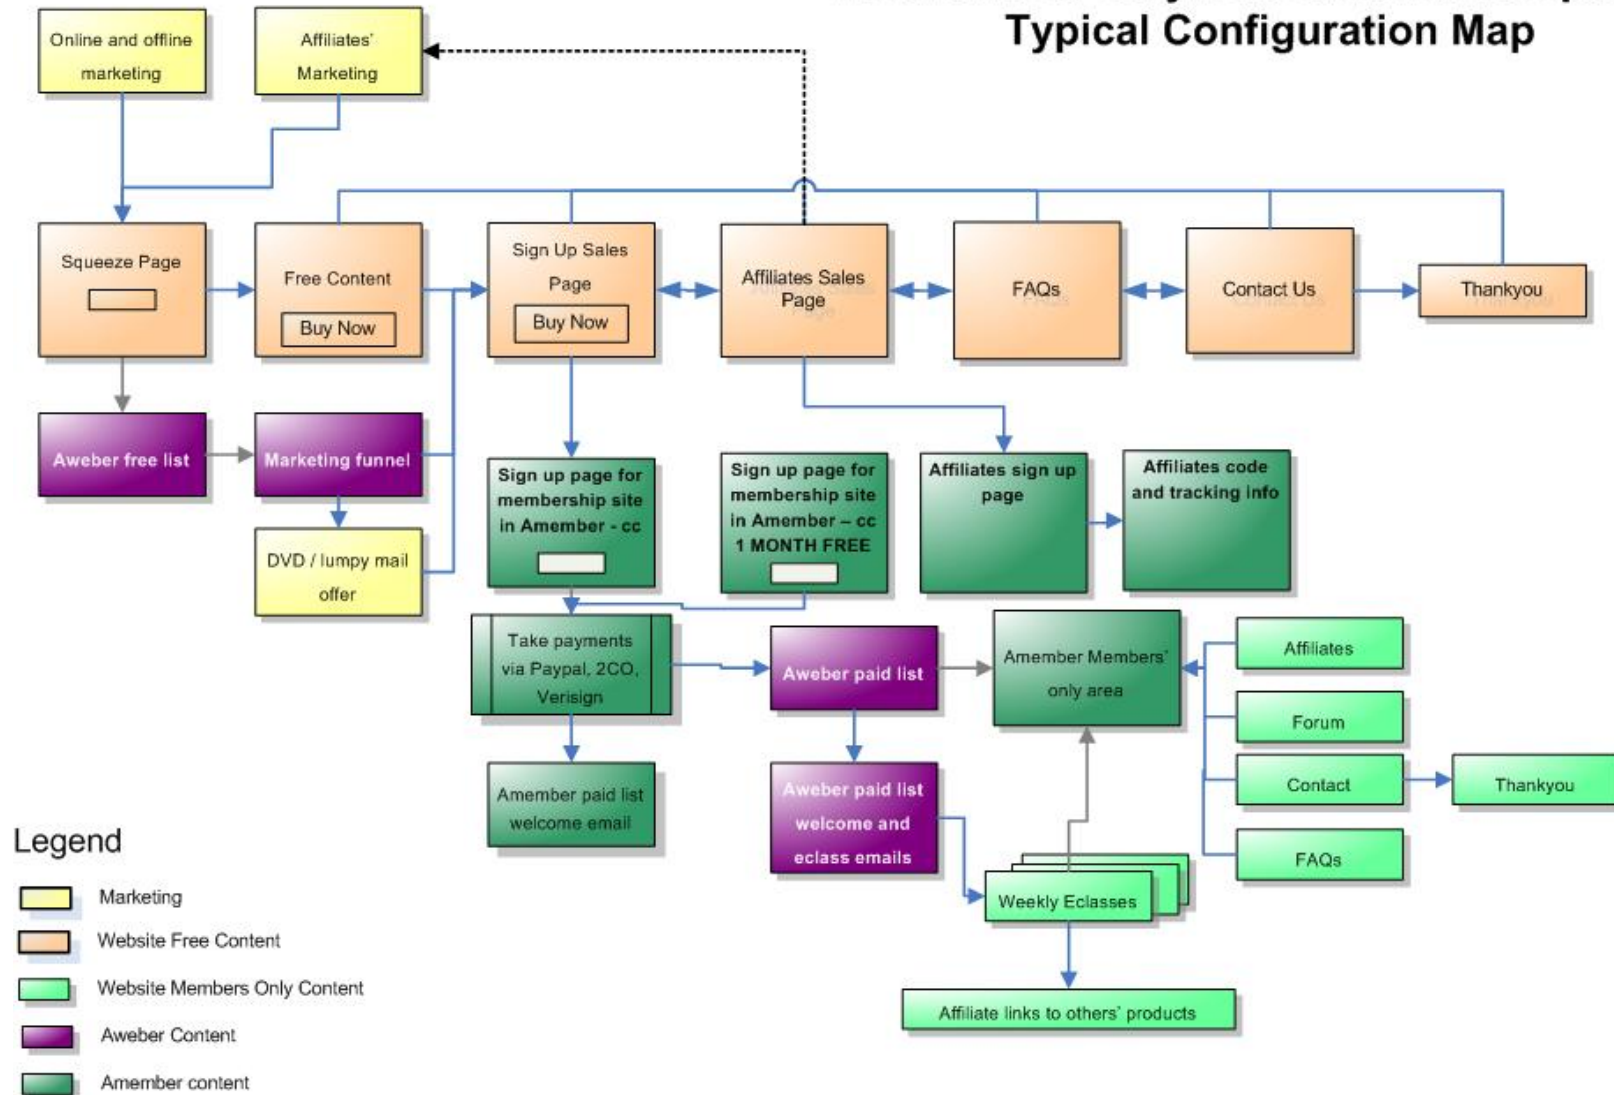 Typical Configuration Map
Online and offline
marketing
Affiliates'
Marketing
Squeeze Page
Free Content
Buy Now
Sign Up Sales
Page
Buy Now
Affiliates Sales
Page
FAQs
Contact Us
Thankyou
Aweber free list
Marketing funnel
DVD / lumpy mail
offer
Sign up page for
membership site
in Amember - cc
Sign up page for
membership site
in Amember – cc
1 MONTH FREE
Affiliates sign up
page
Affiliates code
and tracking info
Take payments
via Paypal, 2CO,
Verisign
Aweber paid list
Amember Members'
only area
Affiliates
Forum
Contact
Thankyou
FAQs
Amember paid list
welcome email
Aweber paid list
welcome and
eclass emails
Weekly Eclasses
Affiliate links to others' products
Legend
Marketing
Website Free Content
Website Members Only Content
Aweber Content
Amember content